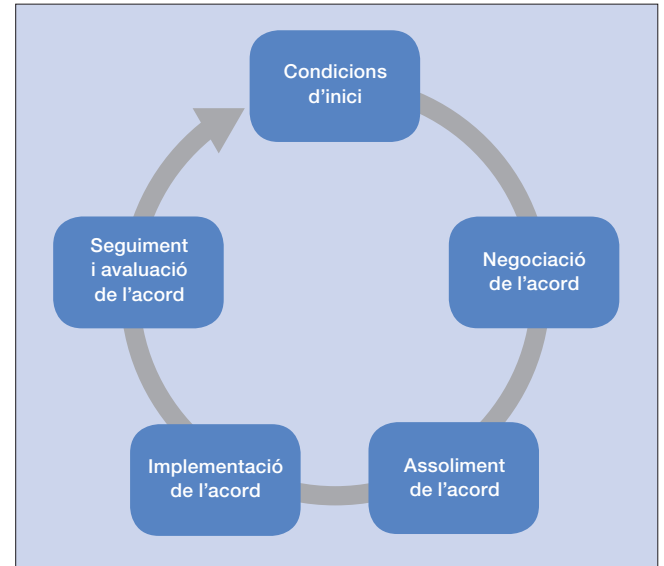 Condicions
d’inici
Negociació
de l’acord
Assoliment
de l’acord
Implementació
de l’acord
Seguiment
i avaluació
de l’acord